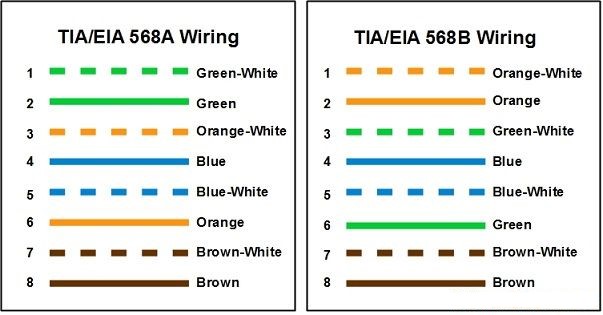 TIA/EIA 568A Wiring
1 Green-White
2 Green
3 Orange-White
4 Blue
5 Blue-White
6 Orange
7 Brown-White
8 Brown
TIA/EIA 568B Wiring
1 Orange-White
2 Orange
3 Green-White
4 Blue
5 Blue-White
6 Green
7 Brown-White
8 Brown